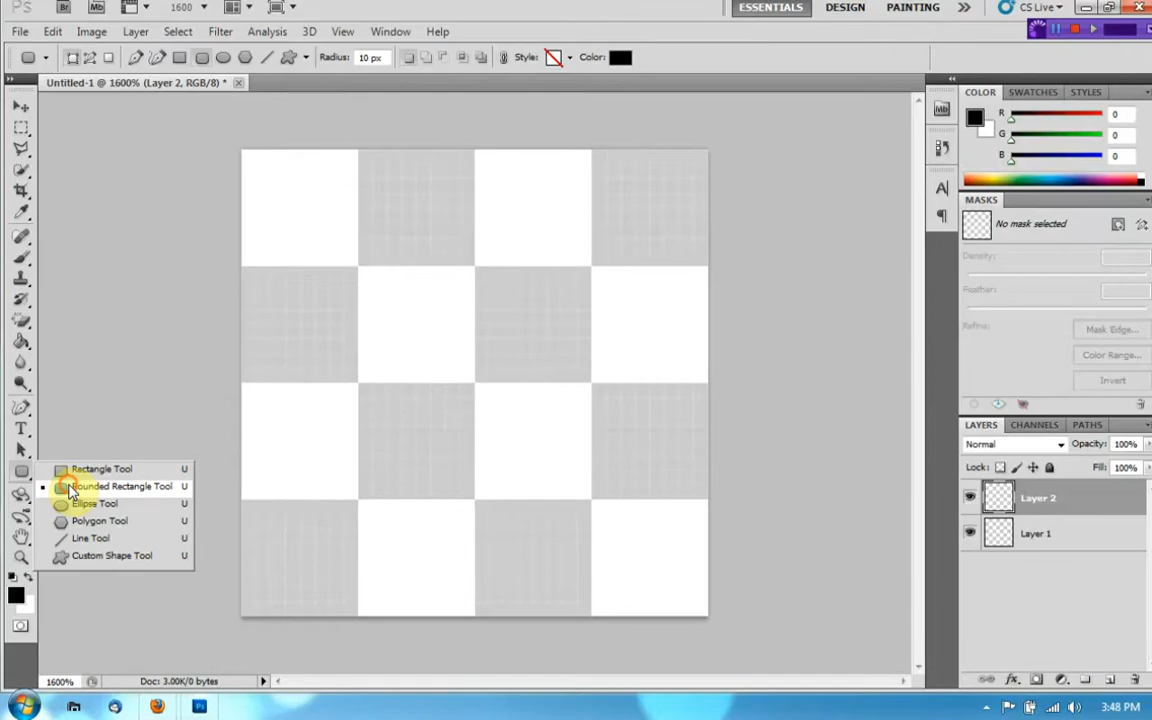 Ps Br Mb 1600 ESSENTIALS DESIGN PAINTING CS Live
File Edit Image Layer Select Filter Analysis 3D View Window Help
Radius: 10 px Style: Color:
Untitled-1 @ 1600% (Layer 2, RGB/8) *
COLOR SWATCHES STYLES
Mb
R 0
G 0
B 0
MASKS
No mask selected
Density:
Feather:
Refine: Mask Edge...
Color Range...
Invert
LAYERS CHANNELS PATHS
Normal Opacity: 100%
Lock: Fill: 100%
Layer 2
Layer 1
Rectangle Tool U
Rounded Rectangle Tool U
Ellipse Tool U
Polygon Tool U
Line Tool U
Custom Shape Tool U
1600% Doc: 3.00K/0 bytes
Ps 3:48 PM